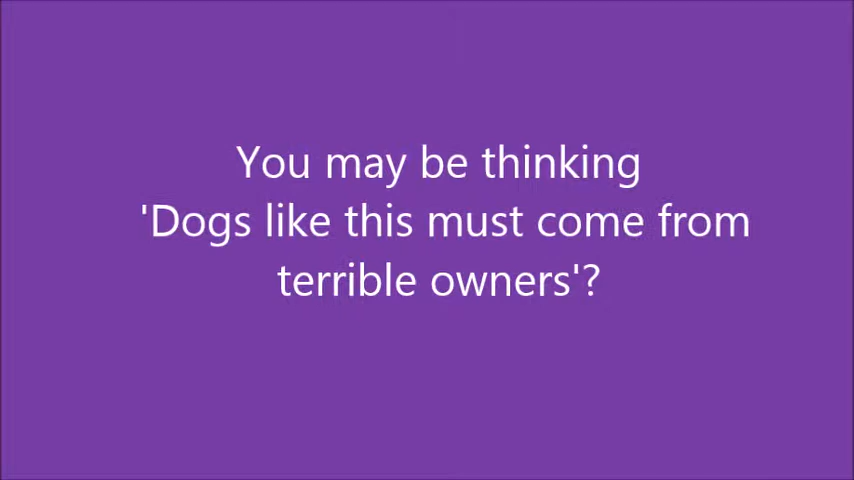 You may be thinking
'Dogs like this must come from
terrible owners'?